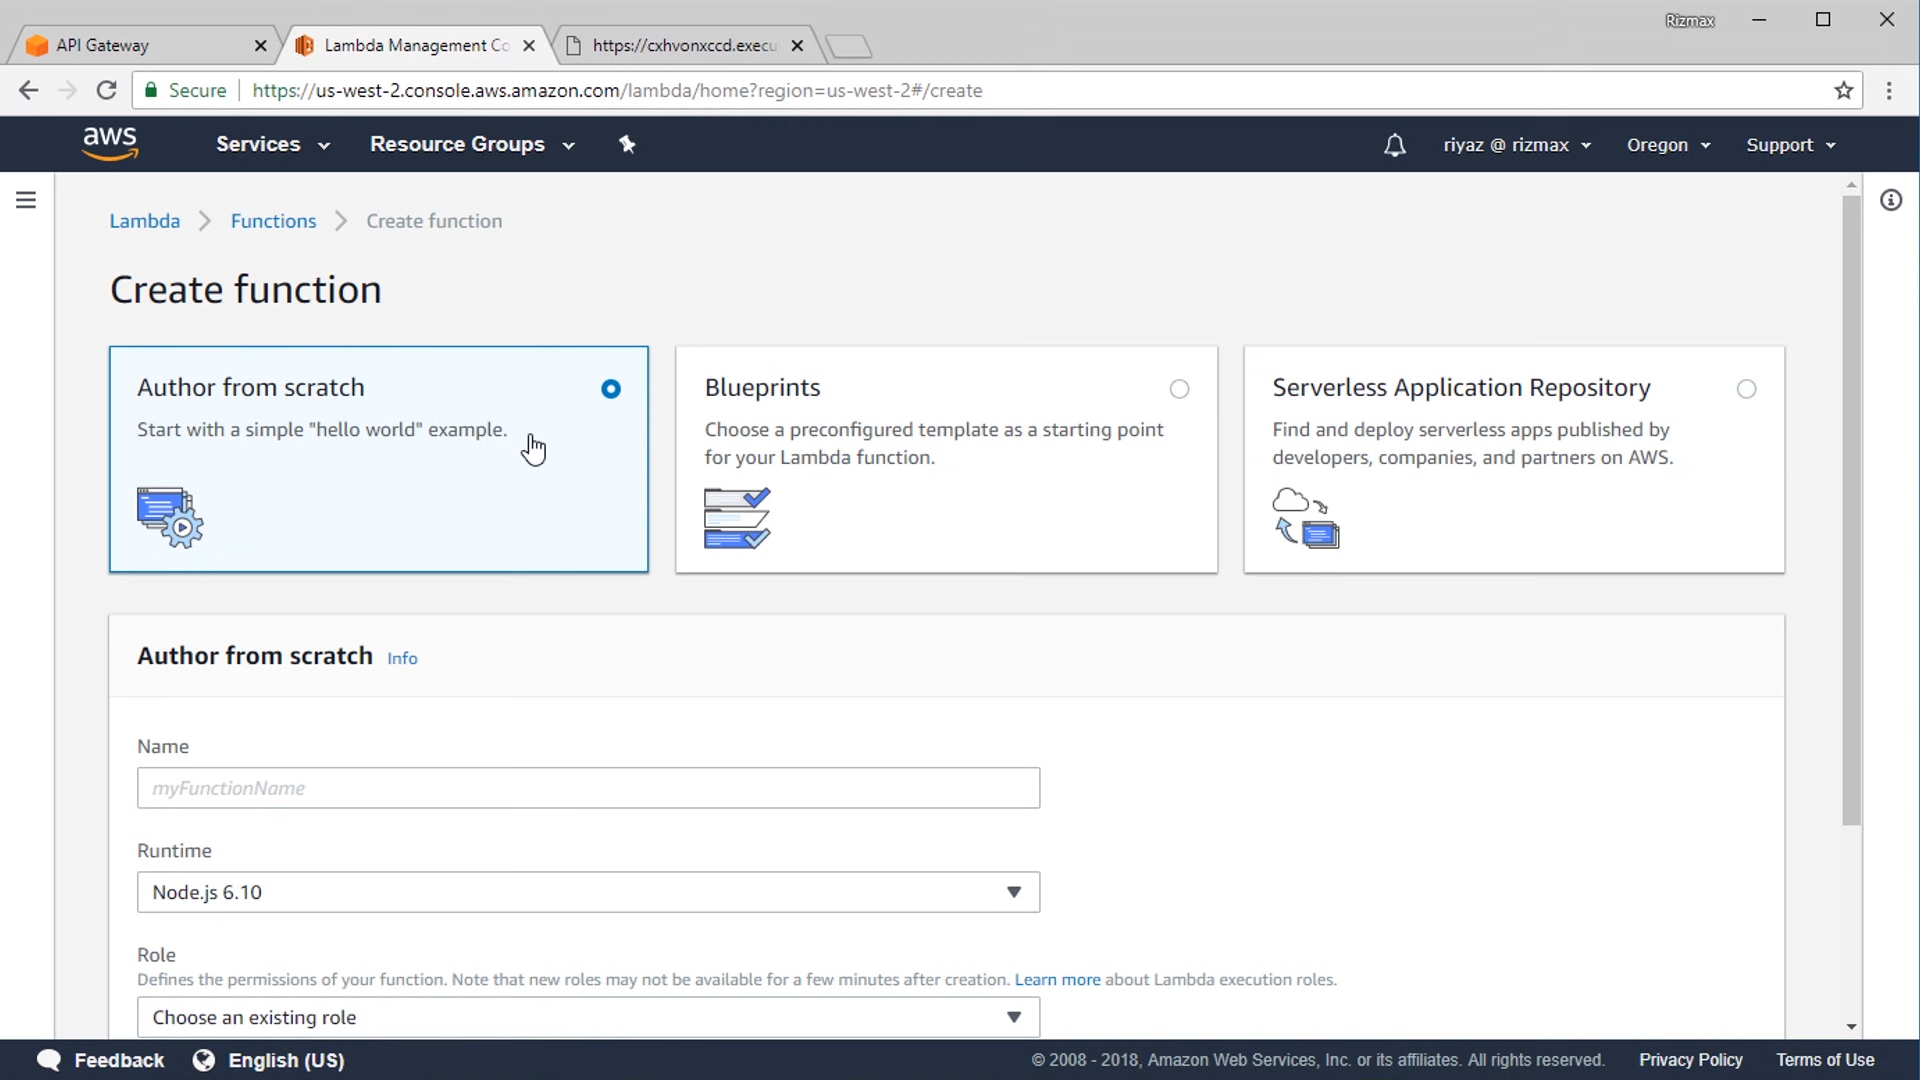 Rizmax
API Gateway
Lambda Management Co
https://cxhvonxccd.execu
Secure
https://us-west-2.console.aws.amazon.com/lambda/home?region=us-west-2#/create
aws
Services
Resource Groups
riyaz @ rizmax
Oregon
Support
Lambda
Functions
Create function
Create function
Author from scratch
Start with a simple "hello world" example.
Blueprints
Choose a preconfigured template as a starting point
for your Lambda function.
Serverless Application Repository
Find and deploy serverless apps published by
developers, companies, and partners on AWS.
Author from scratch Info
Name
myFunctionName
Runtime
Node.js 6.10
Role
Defines the permissions of your function. Note that new roles may not be available for a few minutes after creation. Learn more about Lambda execution roles.
Choose an existing role
Feedback
English (US)
© 2008 - 2018, Amazon Web Services, Inc. or its affiliates. All rights reserved.
Privacy Policy
Terms of Use